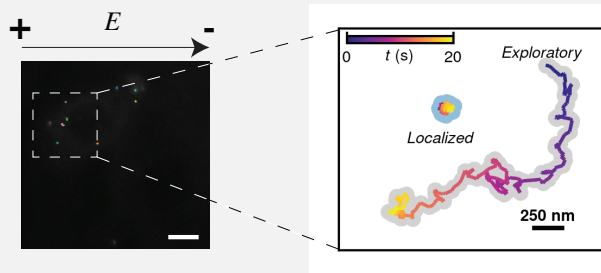 + E -
0 t (s) 20
Exploratory
Localized
250 nm